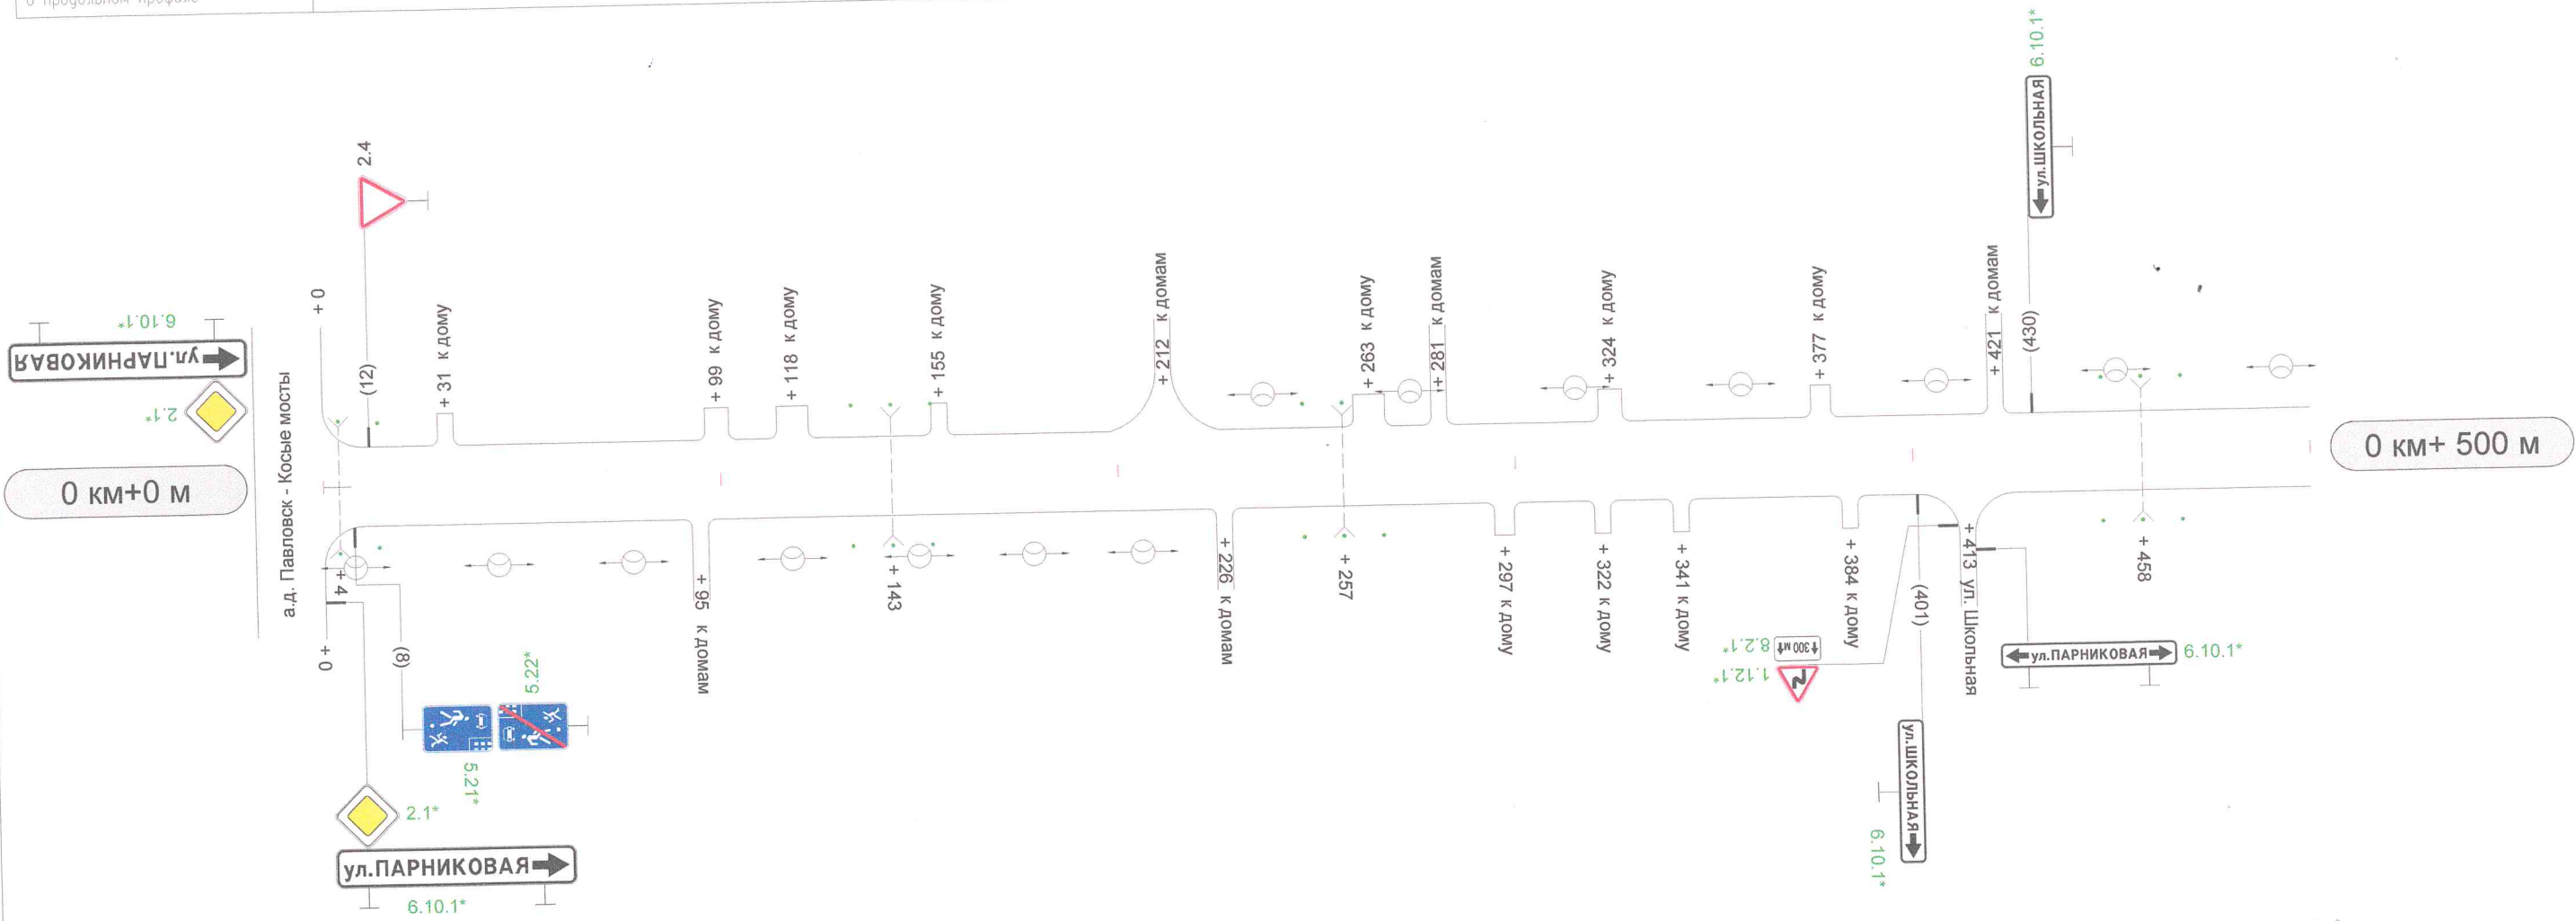 о продольном профиле
6.10.1*
ул.ШКОЛЬНАЯ
2.4
6.10.1*
ул.ПАРНИКОВАЯ
2.1*
0 км+0 м
а.д. Павловск - Косые мосты
+ 0
(12)
+ 31 к дому
+ 99 к дому
+ 118 к дому
+ 155 к дому
+ 212 к домам
+ 263 к дому
+ 281 к домам
+ 324 к дому
+ 377 к дому
+ 421 к домам
(430)
0 км+ 500 м
+ 0
+ 4
(8)
+ 95 к домам
+ 143
+ 226 к домам
+ 257
+ 297 к дому
+ 322 к дому
+ 341 к дому
+ 384 к дому
(401)
+ 413 ул. Школьная
+ 458
5.22*
5.21*
8.2.1*
300 м
1.12.1*
ул.ПАРНИКОВАЯ
6.10.1*
ул.ШКОЛЬНАЯ
6.10.1*
2.1*
ул.ПАРНИКОВАЯ
6.10.1*